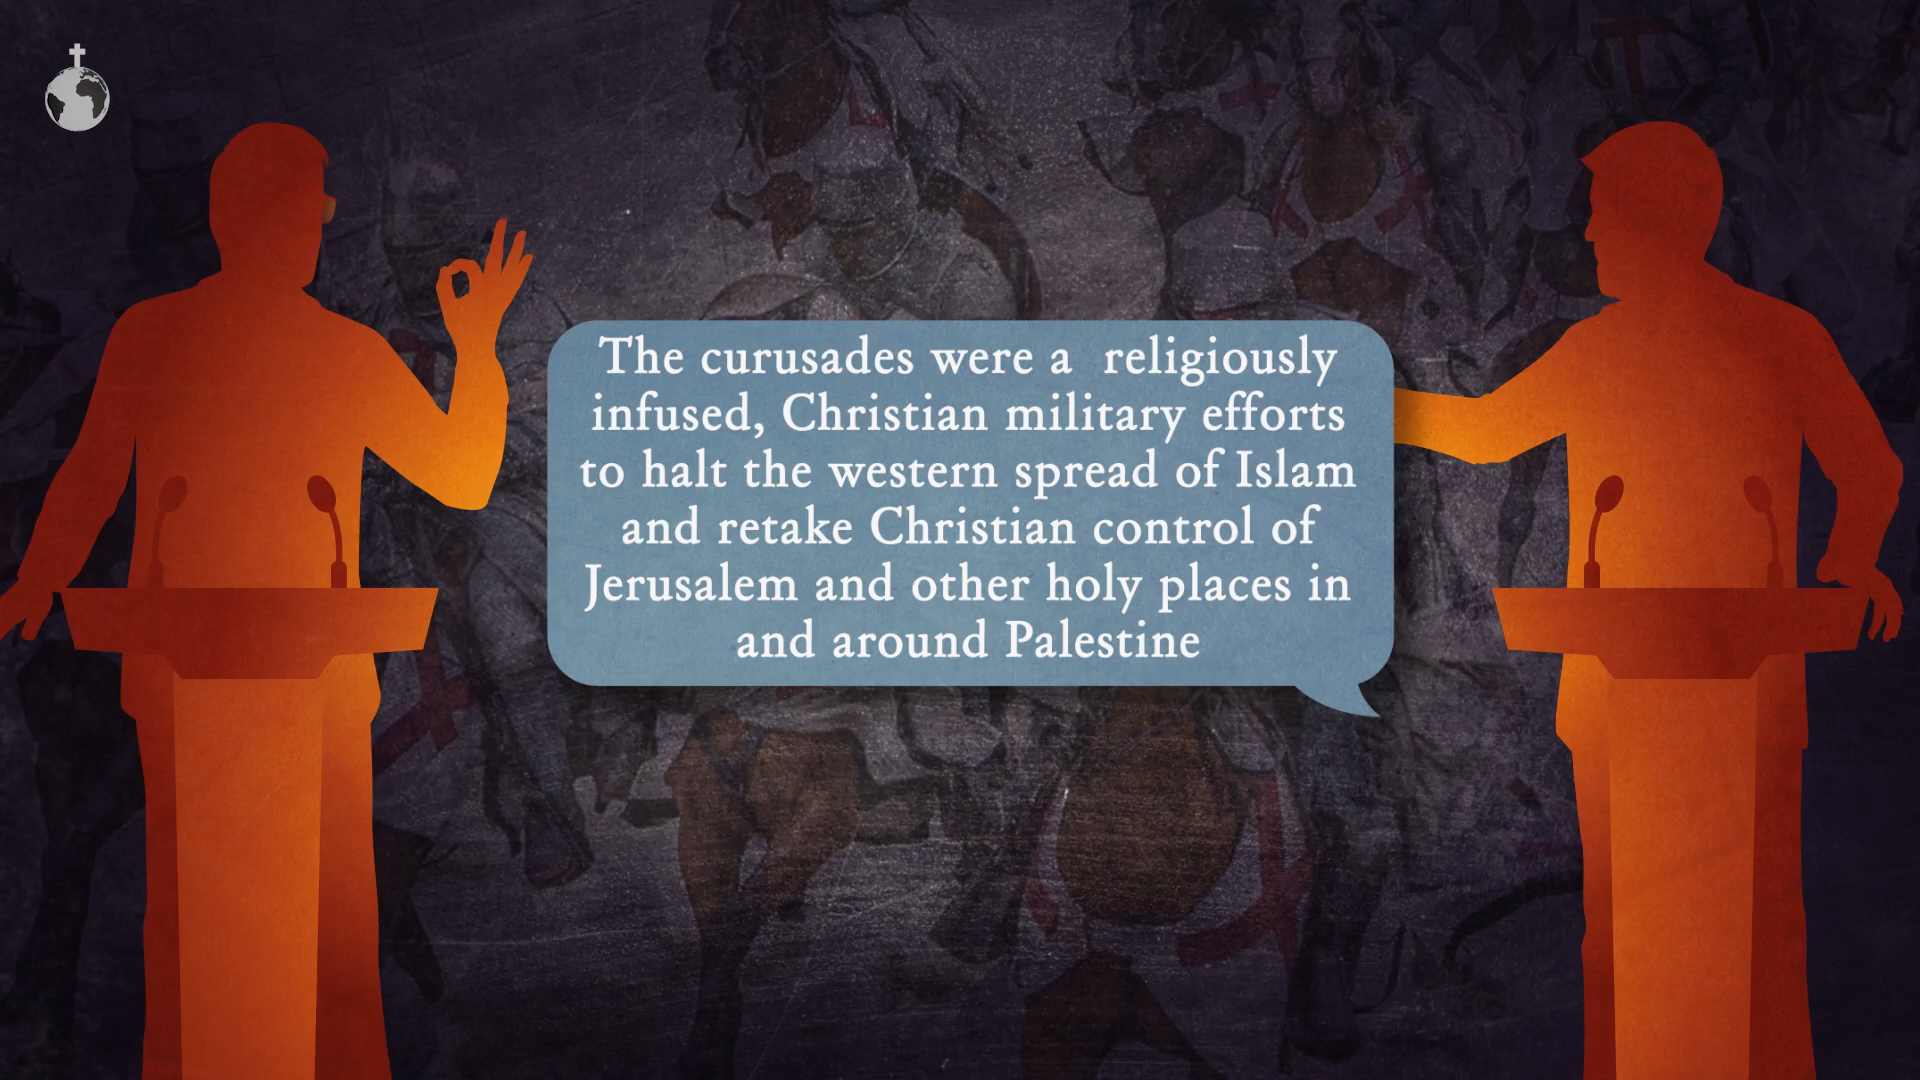 The curusades were a  religiously
infused, Christian military efforts
to halt the western spread of Islam
and retake Christian control of
Jerusalem and other holy places in
and around Palestine